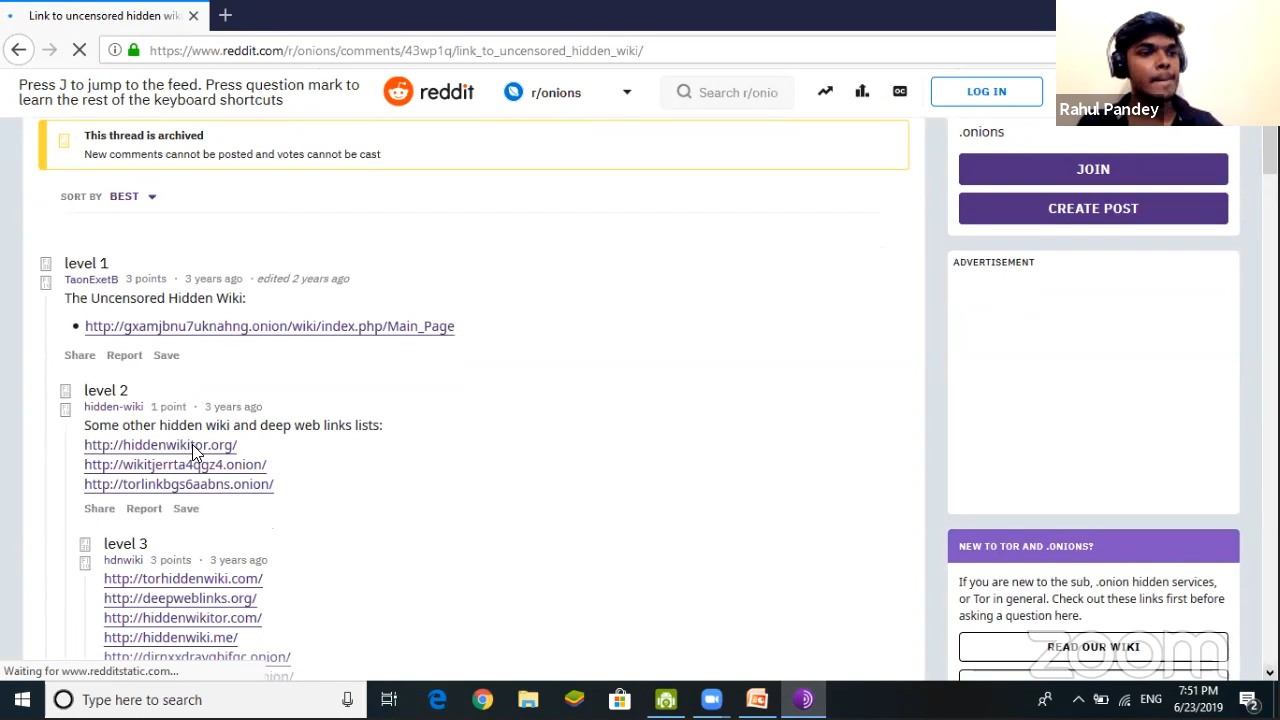 Link to uncensored hidden wiki
https://www.reddit.com/r/onions/comments/43wp1q/link_to_uncensored_hidden_wiki/
Press J to jump to the feed. Press question mark to
learn the rest of the keyboard shortcuts
reddit
r/onions
Search r/onio
LOG IN
Rahul Pandey
This thread is archived
New comments cannot be posted and votes cannot be cast
.onions
JOIN
CREATE POST
SORT BY BEST
ADVERTISEMENT
level 1
TaonExetB 3 points · 3 years ago · edited 2 years ago
The Uncensored Hidden Wiki:
• http://gxamjbnu7uknahng.onion/wiki/index.php/Main_Page
Share Report Save
level 2
hidden-wiki 1 point · 3 years ago
Some other hidden wiki and deep web links lists:
http://hiddenwikitor.org/
http://wikitjerrta4qgz4.onion/
http://torlinkbgs6aabns.onion/
Share Report Save
level 3
hdnwiki 3 points · 3 years ago
http://torhiddenwiki.com/
http://deepweblinks.org/
http://hiddenwikitor.com/
http://hiddenwiki.me/
http://dirnxxdraygbifgc.onion/
onion/
NEW TO TOR AND .ONIONS?
If you are new to the sub, .onion hidden services,
or Tor in general. Check out these links first before
asking a question here.
READ OUR WIKI
zoom
Waiting for www.redditstatic.com...
Type here to search
ENG
7:51 PM
6/23/2019
2